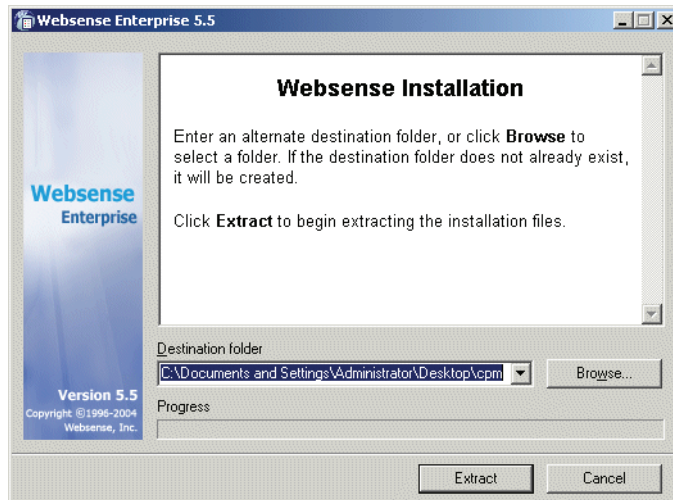 Websense Enterprise 5.5
Websense Installation
Enter an alternate destination folder, or click Browse to
select a folder. If the destination folder does not already exist,
it will be created.
Click Extract to begin extracting the installation files.
Websense
Enterprise
Version 5.5
Copyright ©1996-2004
Websense, Inc.
Destination folder
C:\Documents and Settings\Administrator\Desktop\cpm
Browse...
Progress
Extract
Cancel